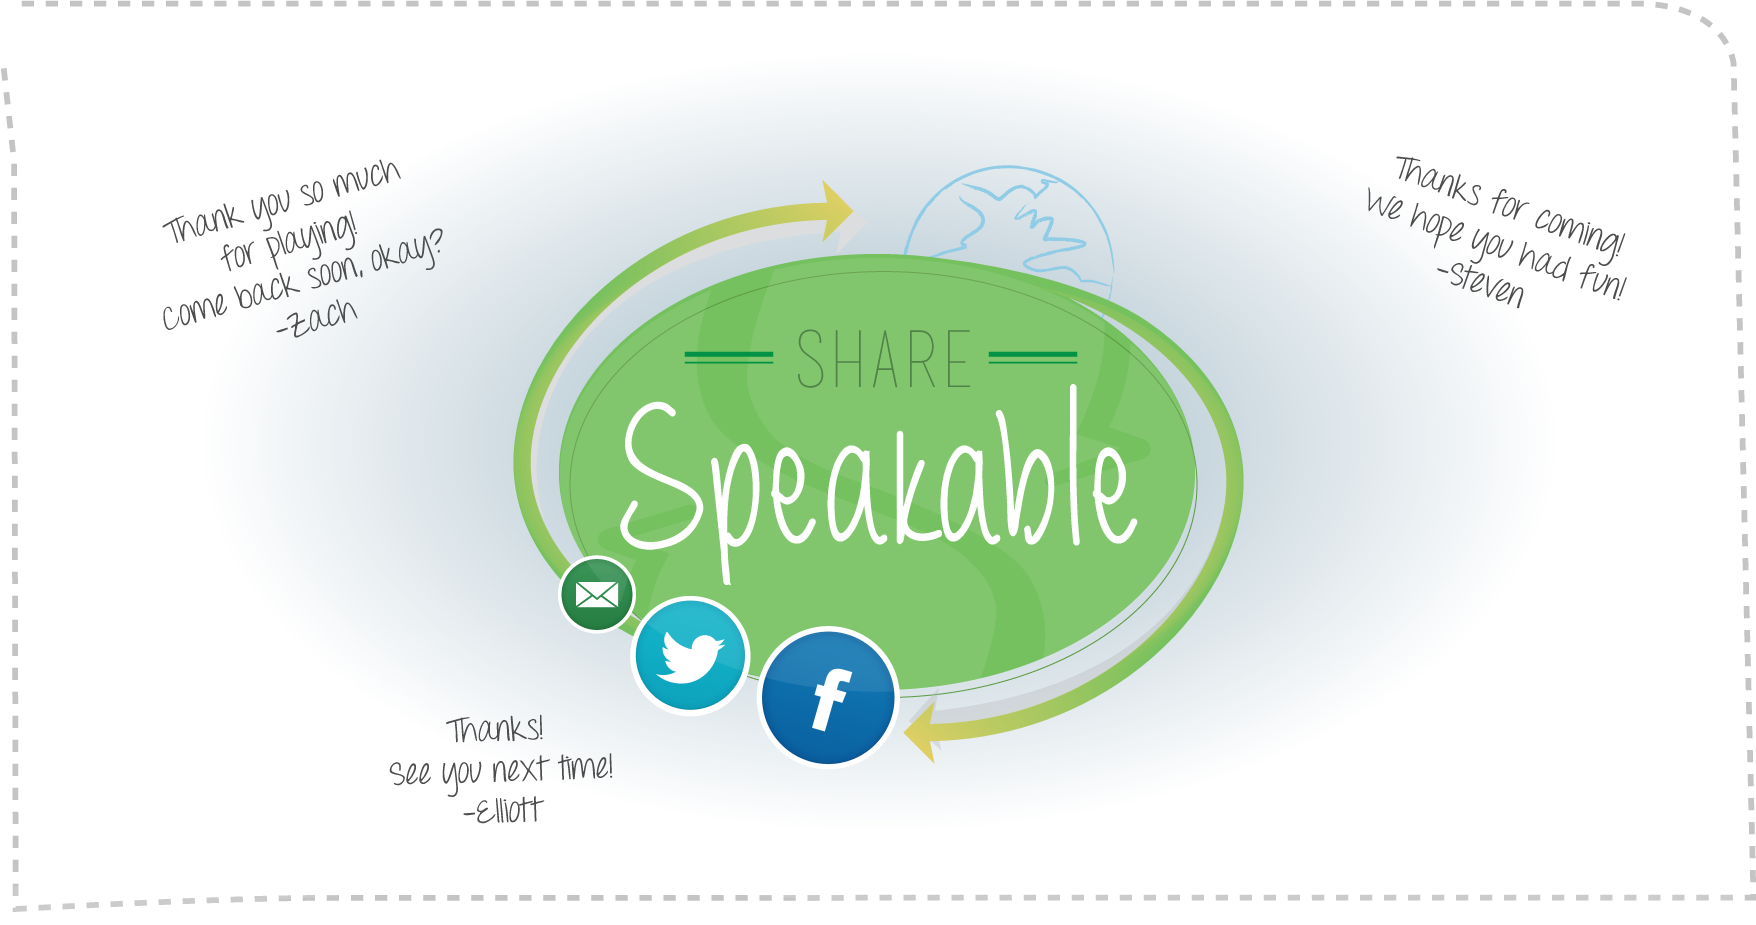 Thank you so much
for playing!
Come back soon, okay?
-Zach
Thanks for coming!
We hope you had fun!
-Steven
SHARE
Speakable
f
Thanks!
See you next time!
-Elliott